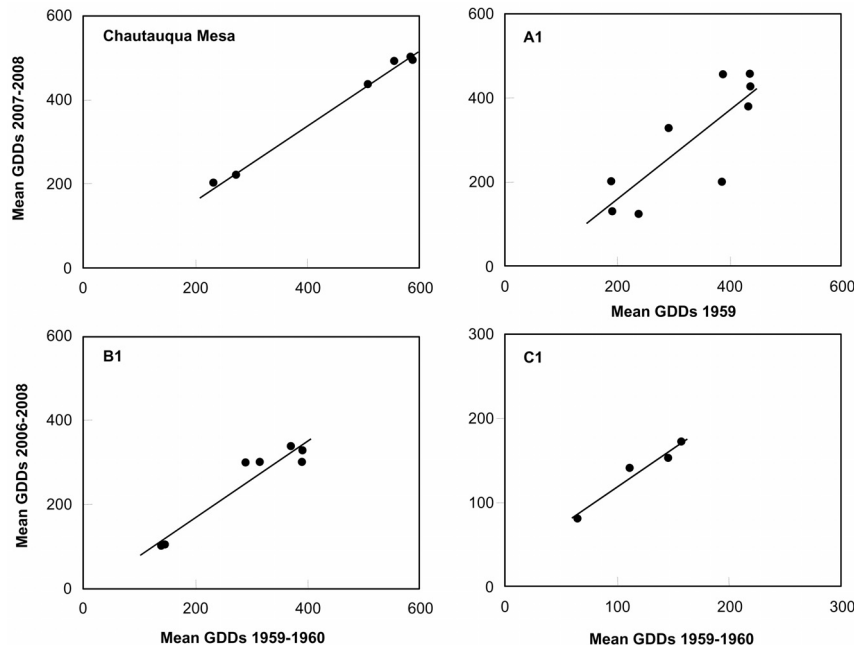 600
Chautauqua Mesa
400
200
0
0 200 400 600
Mean GDDs 2007-2008
600
A1
400
200
0
0 200 400 600
Mean GDDs 1959
600
B1
400
200
0
0 200 400 600
Mean GDDs 2006-2008
Mean GDDs 1959-1960
300
C1
200
100
0
0 100 200 300
Mean GDDs 1959-1960